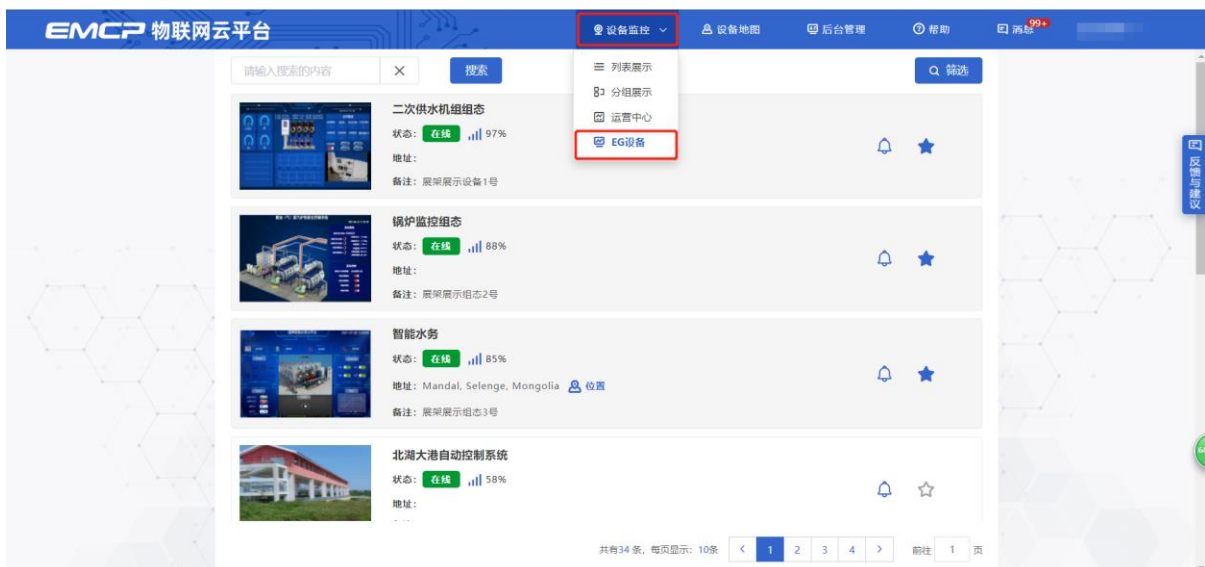 EMCP 物联网云平台
设备监控
设备地图
后台管理
帮助
消息 99+
请输入搜索的内容
搜索
筛选
列表展示
分组展示
运营中心
EG设备
二次供水机组组态
状态: 在线 97%
地址:
备注: 展架展示设备1号
锅炉监控组态
状态: 在线 88%
地址:
备注: 展架展示组态2号
智能水务
状态: 在线 85%
地址: Mandal, Selenge, Mongolia 位置
备注: 展架展示组态3号
北湖大港自动控制系统
状态: 在线 58%
地址:
反馈与建议
共有34 条, 每页显示: 10条 < 1 2 3 4 > 前往 1 页